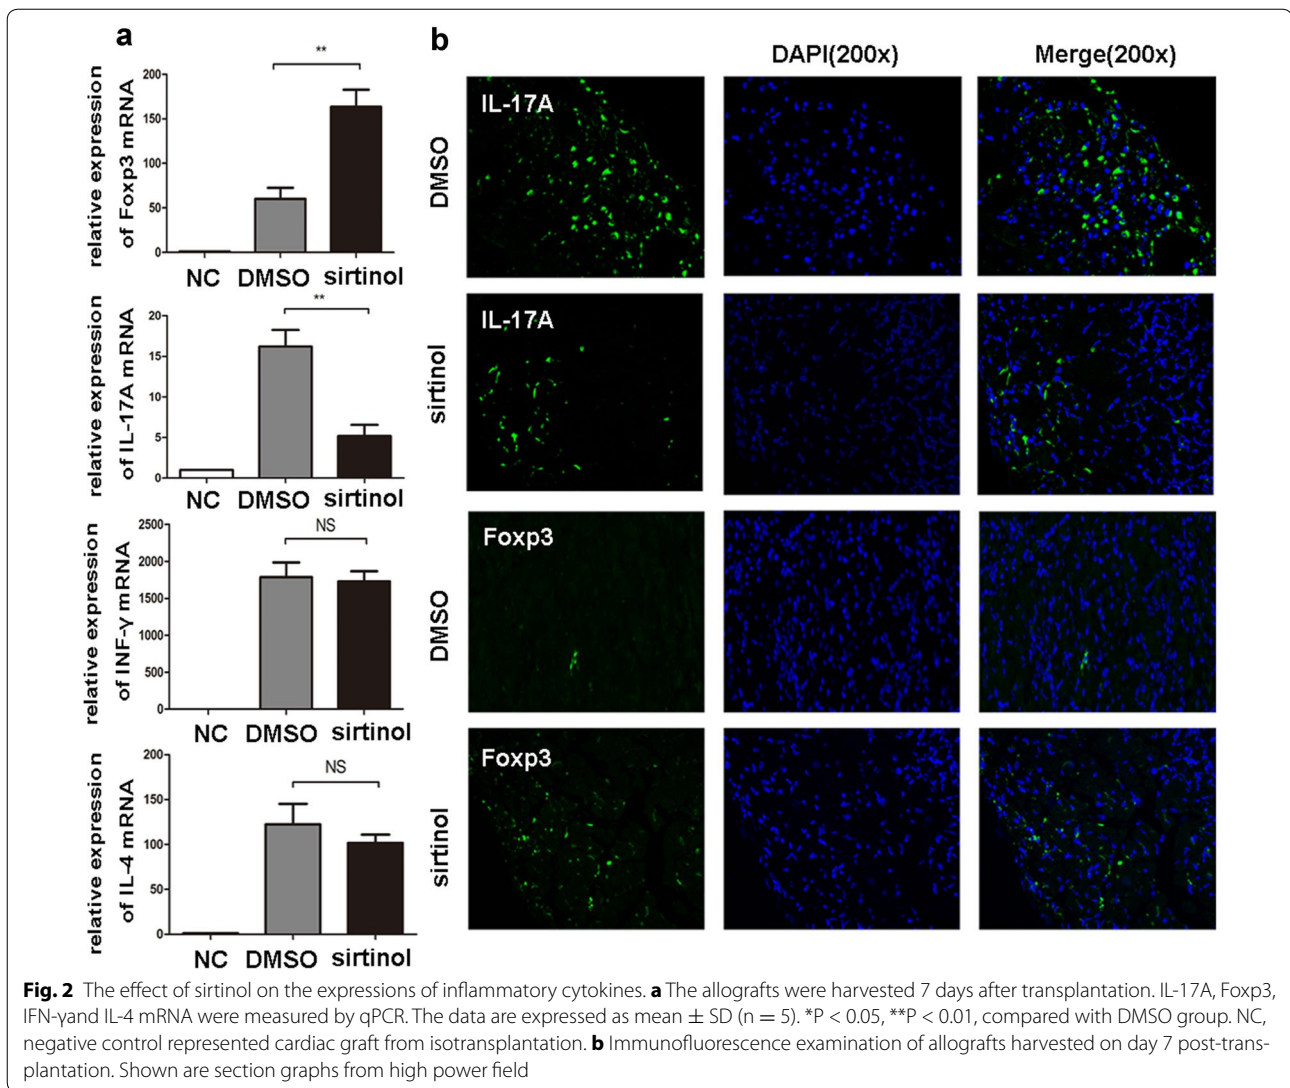 a
relative expression
of Foxp3 mRNA
200
150
100
50
0
**
NC DMSO sirtinol
relative expression
of IL-17A mRNA
20
15
10
5
0
**
NC DMSO sirtinol
relative expression
of INF-γ mRNA
2500
2000
1500
1000
500
0
NS
NC DMSO sirtinol
relative expression
of IL-4 mRNA
200
150
100
50
0
NS
NC DMSO sirtinol
b
DAPI(200x) Merge(200x)
DMSO
IL-17A
sirtinol
IL-17A
DMSO
Foxp3
sirtinol
Foxp3
Fig. 2 The effect of sirtinol on the expressions of inflammatory cytokines. a The allografts were harvested 7 days after transplantation. IL-17A, Foxp3,
IFN-γand IL-4 mRNA were measured by qPCR. The data are expressed as mean ± SD (n = 5). *P < 0.05, **P < 0.01, compared with DMSO group. NC,
negative control represented cardiac graft from isotransplantation. b Immunofluorescence examination of allografts harvested on day 7 post-trans-
plantation. Shown are section graphs from high power field